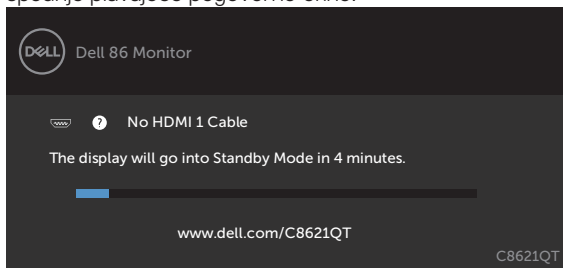 DELL
Dell 86 Monitor
? No HDMI 1 Cable
The display will go into Standby Mode in 4 minutes.
www.dell.com/C8621QT
C8621QT